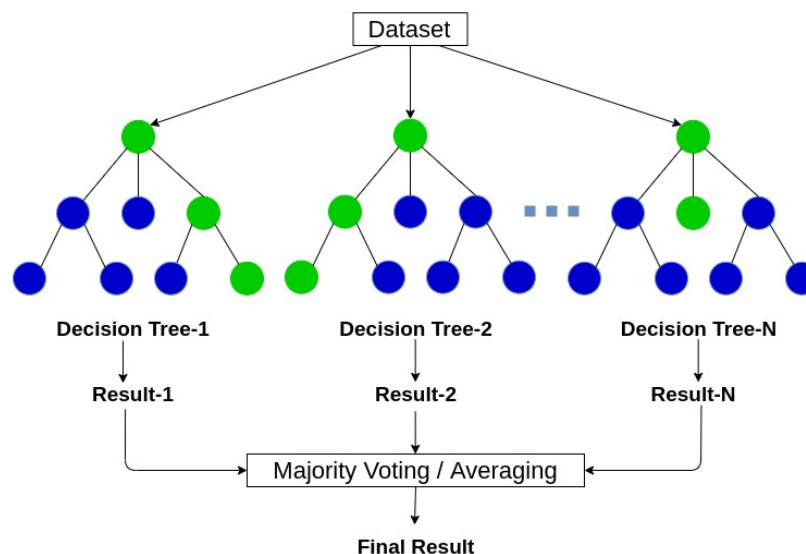 Dataset
Decision Tree-1
Decision Tree-2
Decision Tree-N
Result-1
Result-2
Result-N
Majority Voting / Averaging
Final Result